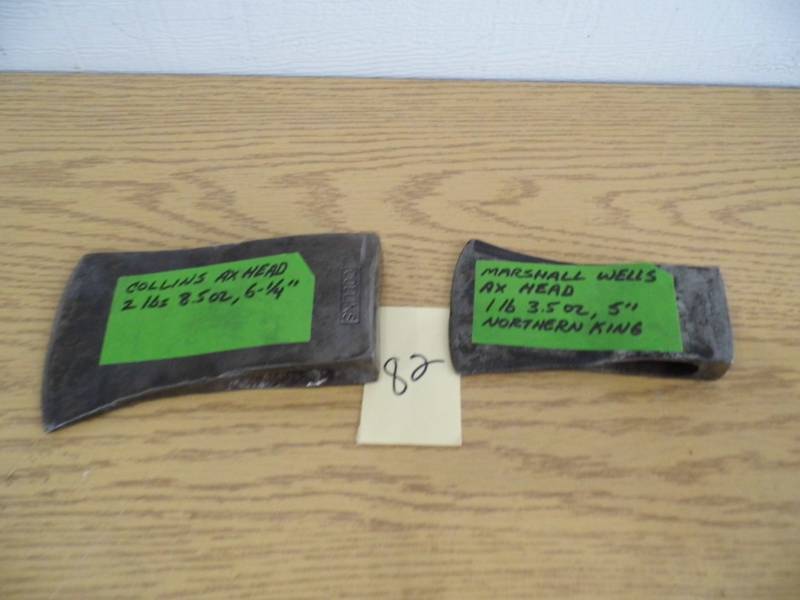 COLLINS AX HEAD
2 lbs 8.5 oz, 6-1/4"
COLLINS
82
MARSHALL WELLS
AX HEAD
1 lb 3.5 oz, 5"
NORTHERN KING